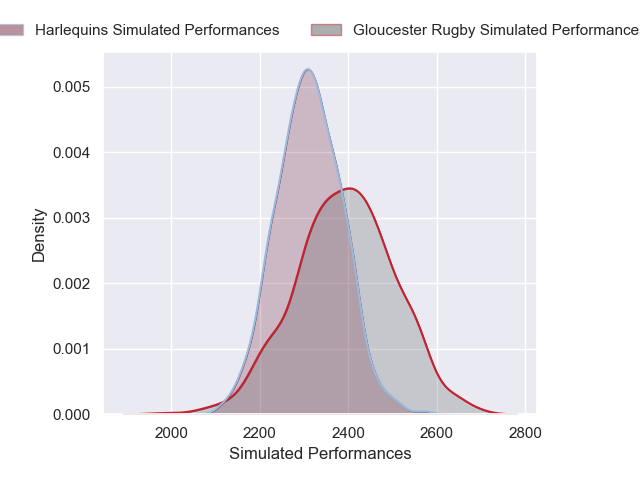 Harlequins Simulated Performances Gloucester Rugby Simulated Performance
0.005
0.004
0.003
0.002
0.001
0.000
Density
2000 2200 2400 2600 2800
Simulated Performances